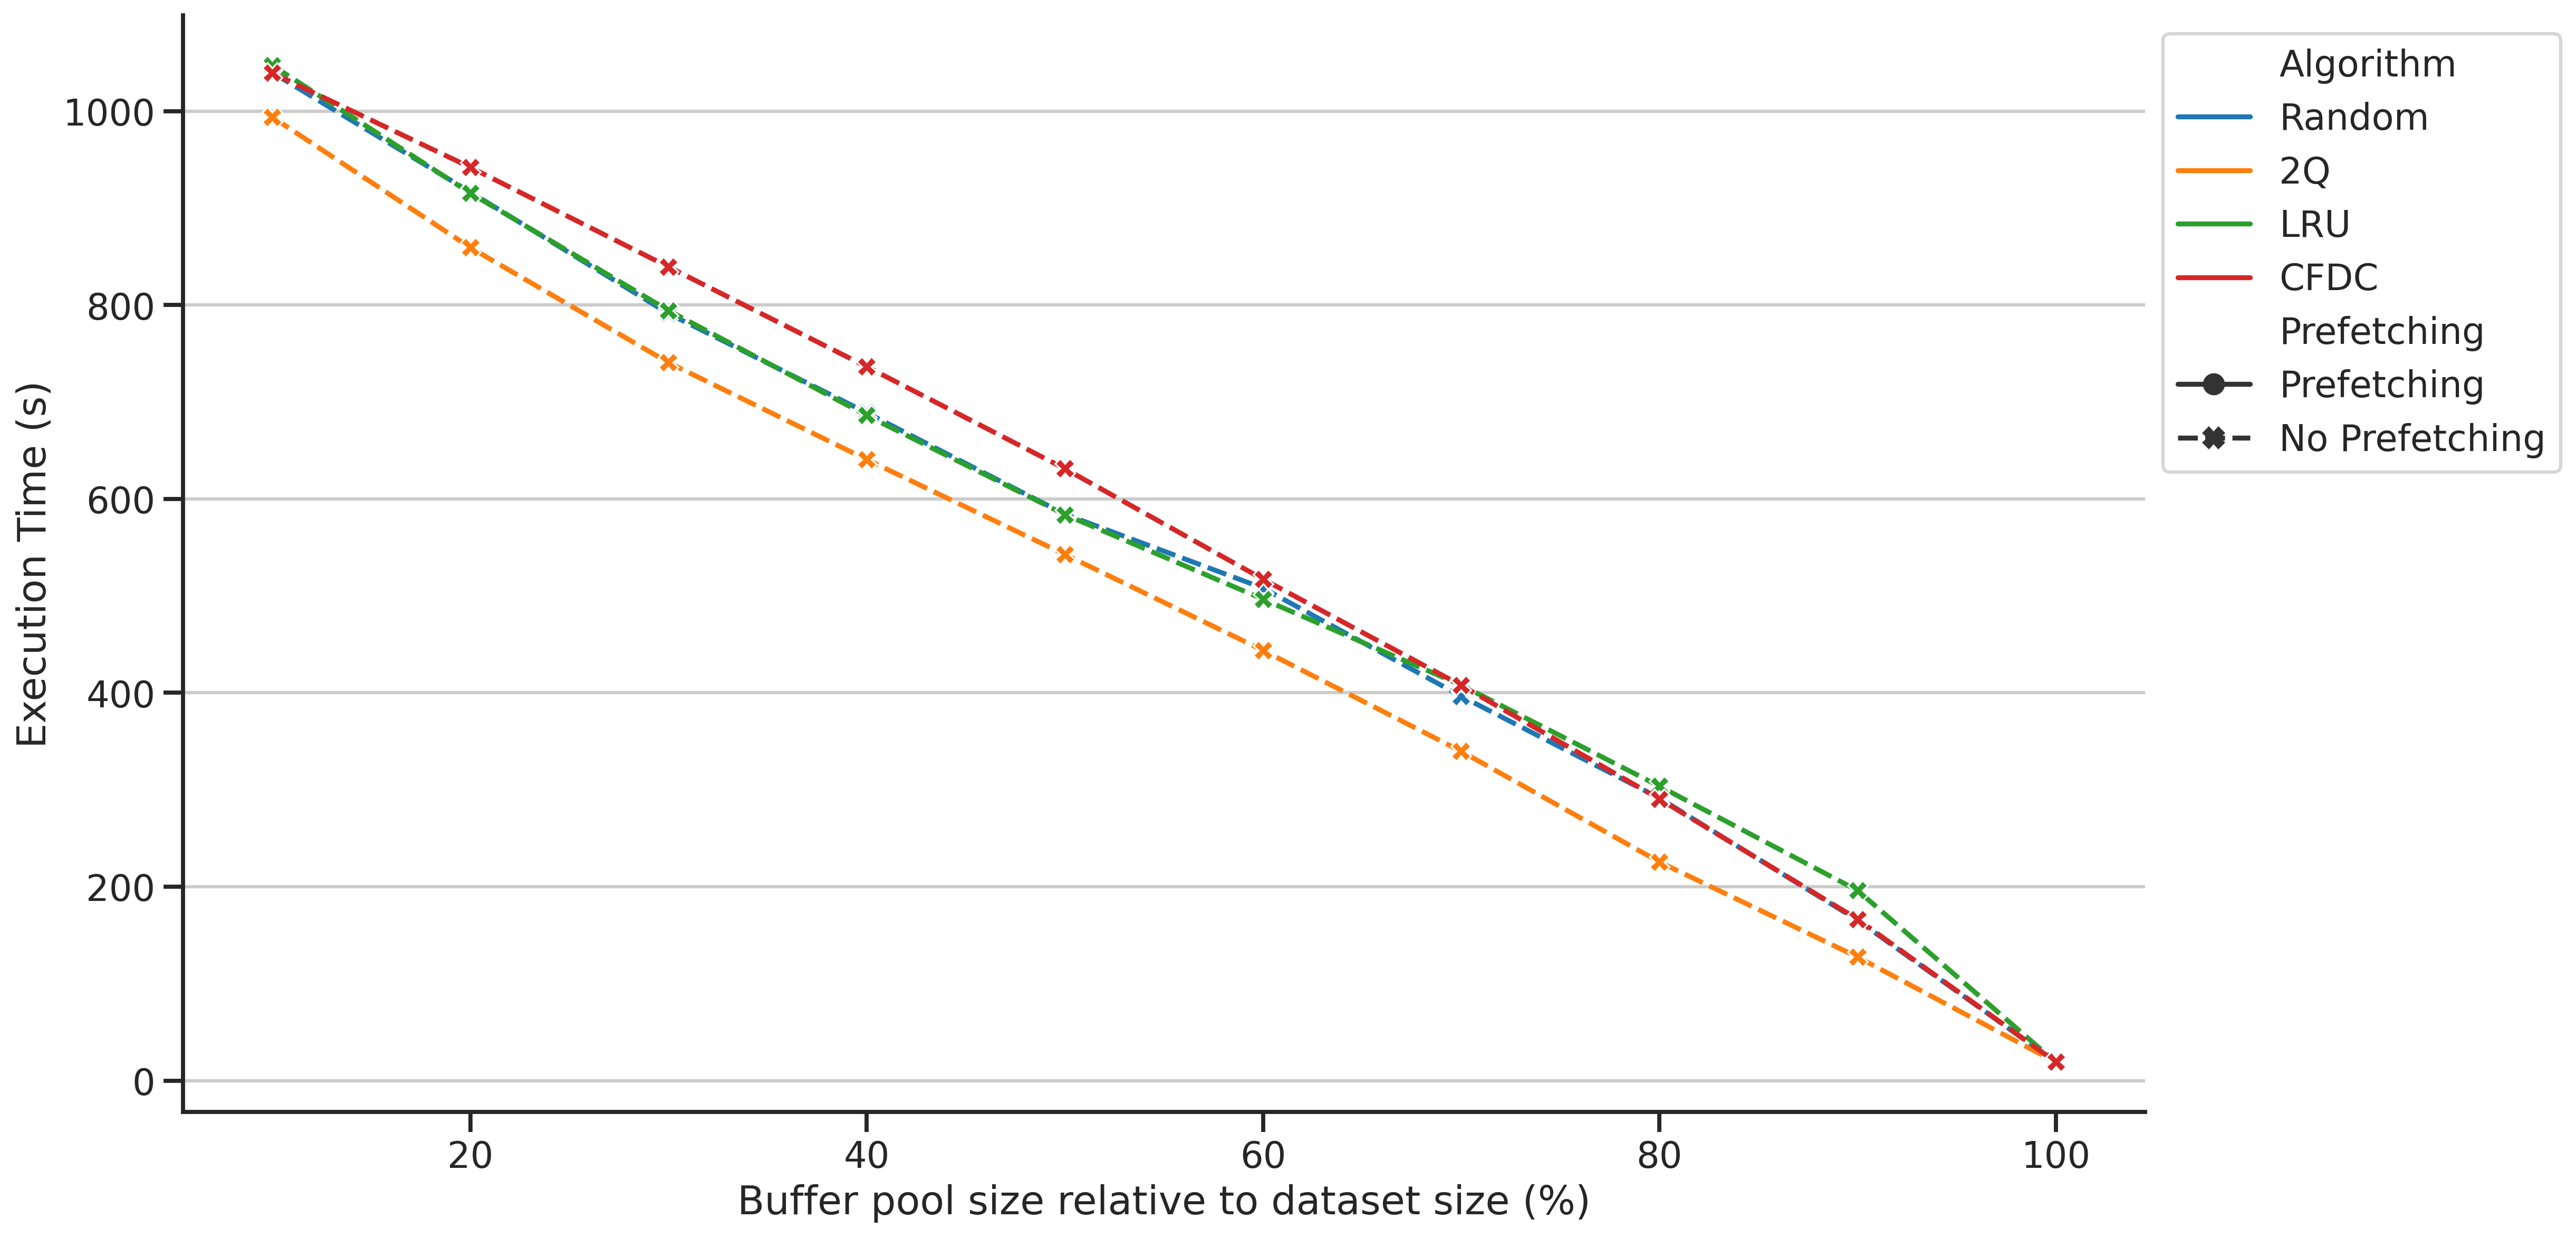 Execution Time (s)
1000
800
600
400
200
0
20
40
60
80
100
Buffer pool size relative to dataset size (%)
Algorithm
Random
2Q
LRU
CFDC
Prefetching
Prefetching
No Prefetching